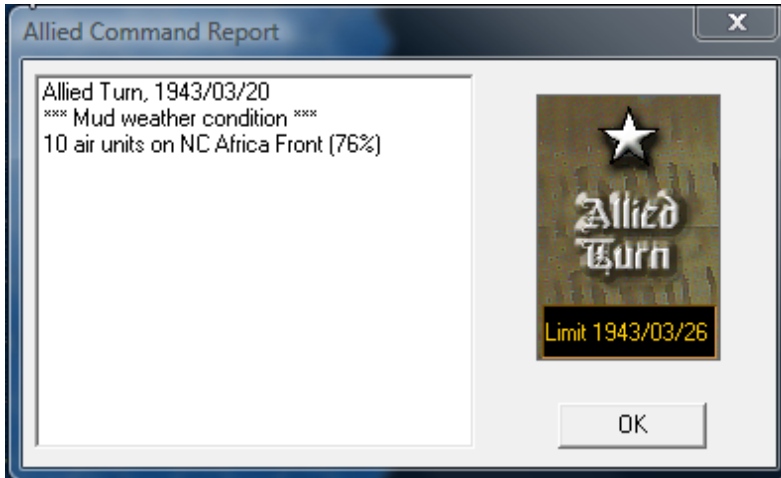 Allied Command Report
X
Allied Turn, 1943/03/20
*** Mud weather condition ***
10 air units on NC Africa Front (76%)
Allied
Turn
Limit 1943/03/26
OK